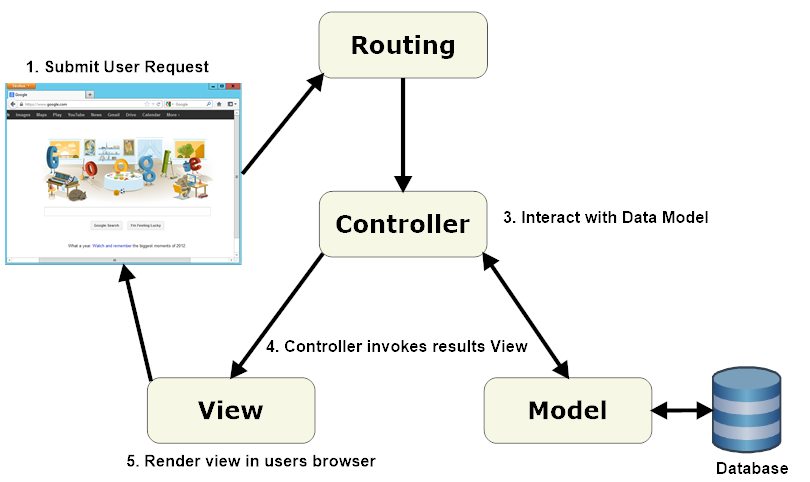 Routing
1. Submit User Request
Google
https://www.google.com
Google
Images Maps Play YouTube News Gmail Drive Calendar More
Google
Google Search I'm Feeling Lucky
What a year. Watch and remember the biggest moments of 2012
Controller
3. Interact with Data Model
4. Controller invokes results View
View
Model
5. Render view in users browser
Database